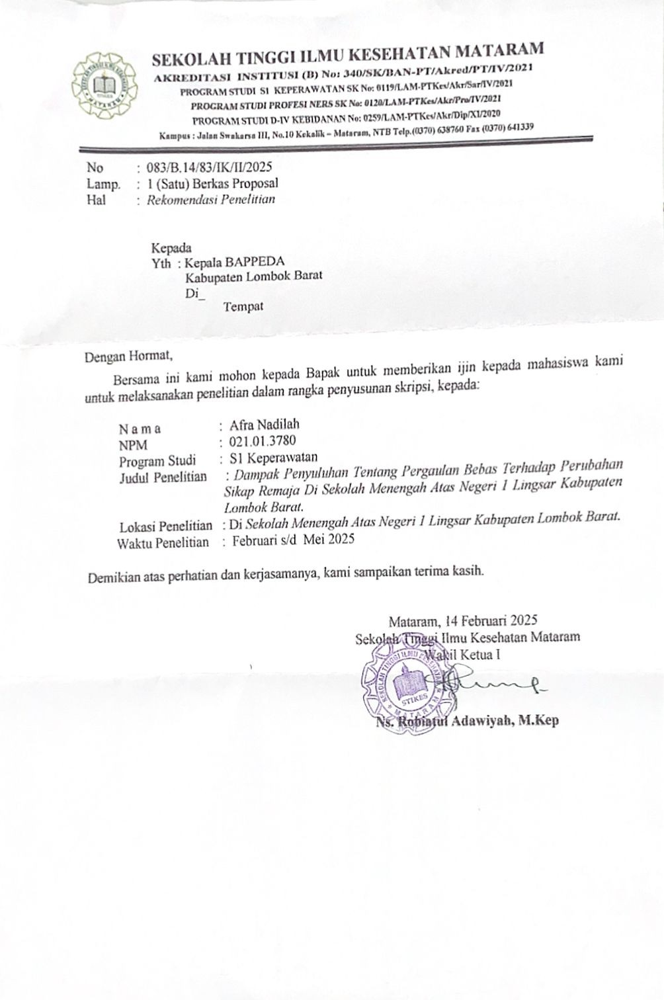 SEKOLAH TINGGI ILMU KESEHATAN MATARAM
AKREDITASI INSTITUSI (B) No: 340/SK/BAN-PT/Akred/PT/IV/2021
PROGRAM STUDI S1 KEPERAWATAN SK No: 0119/LAM-PTKes/Akr/Sar/IV/2021
PROGRAM STUDI PROFESI NERS SK No: 0120/LAM-PTKes/Akr/Pro/IV/2021
PROGRAM STUDI D-IV KEBIDANAN No: 0259/LAM-PTKes/Akr/Dip/XI/2020
Kampus : Jalan Swakarsa III, No.10 Kekalik – Mataram, NTB Telp.(0370) 638760 Fax (0370) 641339
No : 083/B.14/83/IK/II/2025
Lamp. : 1 (Satu) Berkas Proposal
Hal : Rekomendasi Penelitian
Kepada
Yth : Kepala BAPPEDA
Kabupaten Lombok Barat
Di_
Tempat
Dengan Hormat,
Bersama ini kami mohon kepada Bapak untuk memberikan ijin kepada mahasiswa kami
untuk melaksanakan penelitian dalam rangka penyusunan skripsi, kepada:
N a m a : Afra Nadilah
NPM : 021.01.3780
Program Studi : S1 Keperawatan
Judul Penelitian : Dampak Penyuluhan Tentang Pergaulan Bebas Terhadap Perubahan
Sikap Remaja Di Sekolah Menengah Atas Negeri 1 Lingsar Kabupaten
Lombok Barat.
Lokasi Penelitian : Di Sekolah Menengah Atas Negeri 1 Lingsar Kabupaten Lombok Barat.
Waktu Penelitian : Februari s/d Mei 2025
Demikian atas perhatian dan kerjasamanya, kami sampaikan terima kasih.
Mataram, 14 Februari 2025
Sekolah Tinggi Ilmu Kesehatan Mataram
Wakil Ketua I
SEKOLAH TINGGI ILMU KESEHATAN
STIKES
MATARAM
Ns. Robiatul Adawiyah, M.Kep